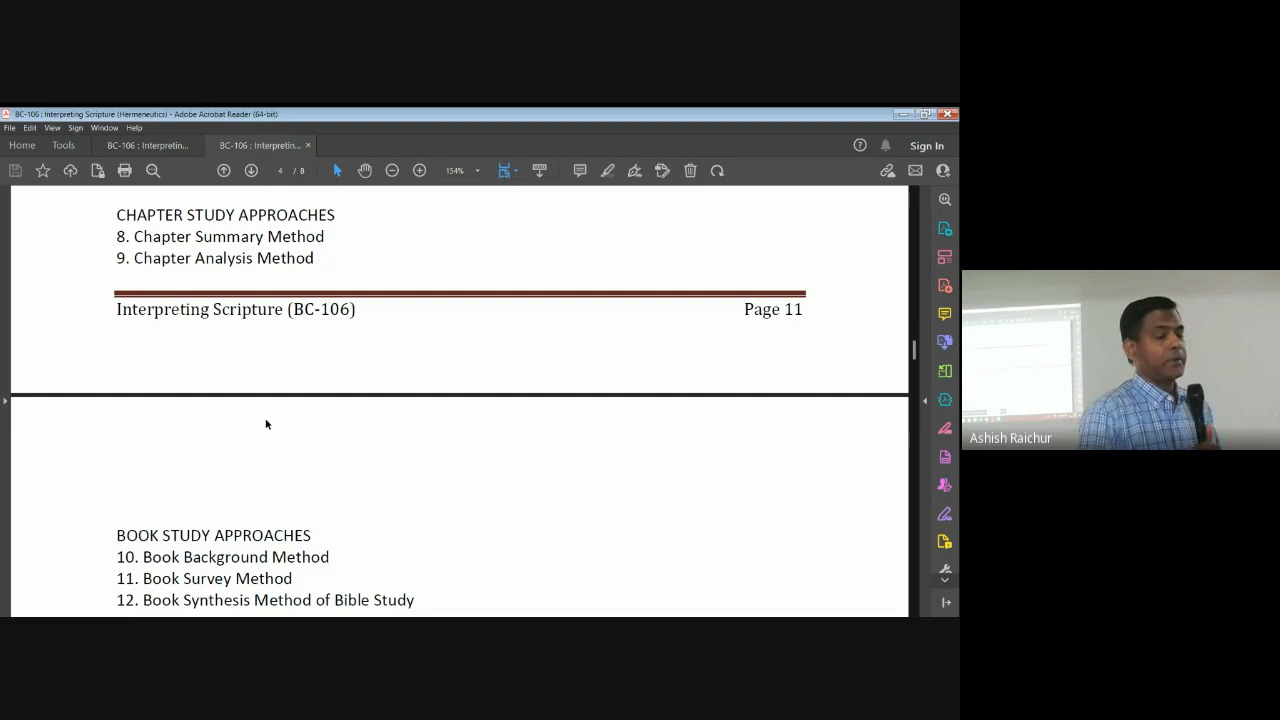 BC-106 : Interpreting Scripture (Hermeneutics) - Adobe Acrobat Reader (64-bit)
File Edit View Sign Window Help
Home Tools BC-106 : Interpretin... BC-106 : Interpretin... × Sign In
4 / 8 154%
CHAPTER STUDY APPROACHES
8. Chapter Summary Method
9. Chapter Analysis Method
Interpreting Scripture (BC-106) Page 11
BOOK STUDY APPROACHES
10. Book Background Method
11. Book Survey Method
12. Book Synthesis Method of Bible Study
Ashish Raichur